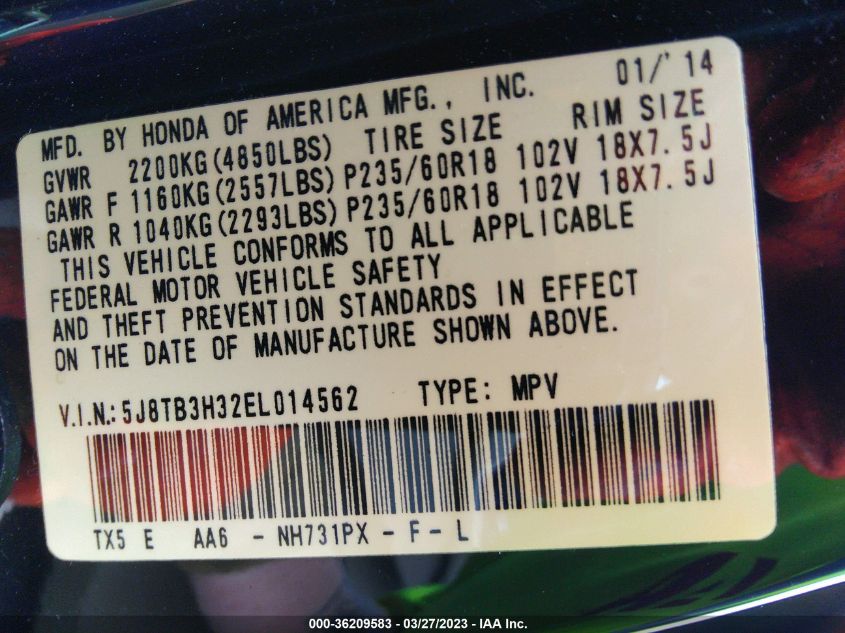 MFD. BY HONDA OF AMERICA MFG., INC. 01/'14
GVWR 2200KG(4850LBS) TIRE SIZE RIM SIZE
GAWR F 1160KG(2557LBS) P235/60R18 102V 18X7.5J
GAWR R 1040KG(2293LBS) P235/60R18 102V 18X7.5J
THIS VEHICLE CONFORMS TO ALL APPLICABLE
FEDERAL MOTOR VEHICLE SAFETY
AND THEFT PREVENTION STANDARDS IN EFFECT
ON THE DATE OF MANUFACTURE SHOWN ABOVE.
V.I.N.: 5J8TB3H32EL014562 TYPE: MPV
TX5 E AA6 - NH731PX - F - L
000-36209583 - 03/27/2023 - IAA Inc.